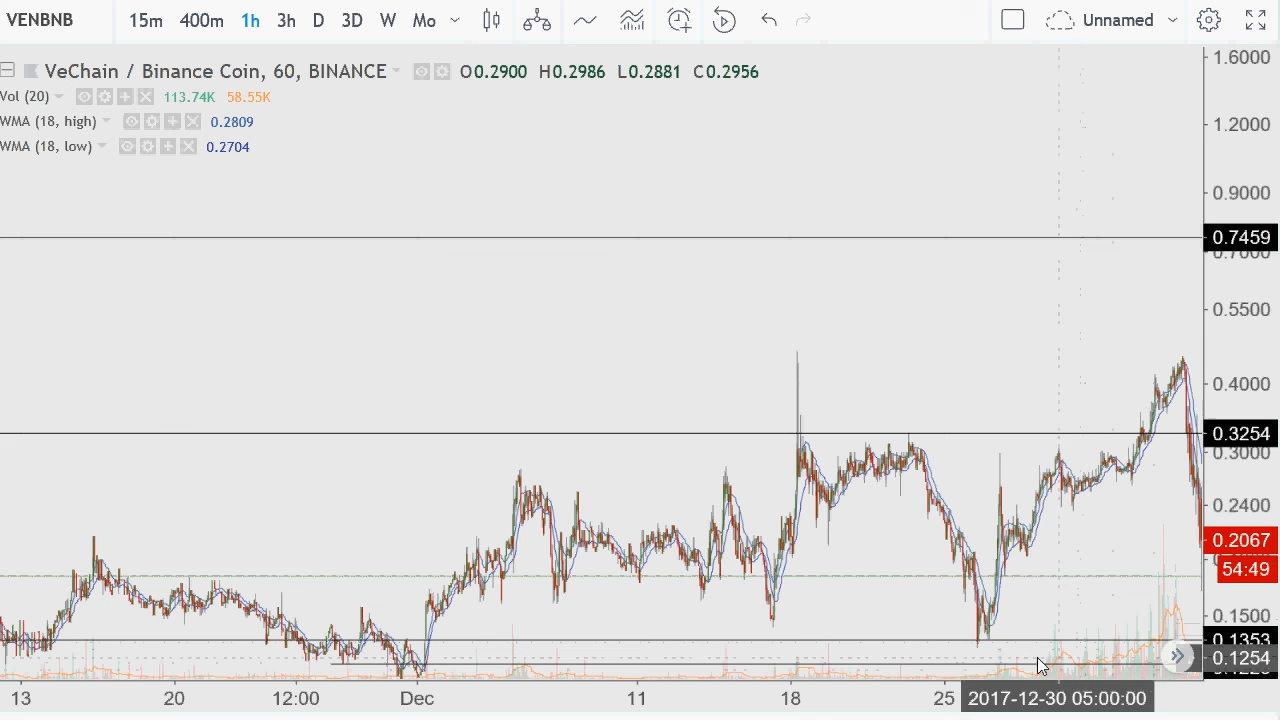 VENBNB 15m 400m 1h 3h D 3D W Mo Unnamed
VeChain / Binance Coin, 60, BINANCE O0.2900 H0.2986 L0.2881 C0.2956
Vol (20) 113.74K 58.55K
WMA (18, high) 0.2809
WMA (18, low) 0.2704
1.6000
1.2000
0.9000
0.7459
0.7000
0.5500
0.4000
0.3254
0.3000
0.2400
0.2067
54:49
0.1500
0.1353
0.1254
13 20 12:00 Dec 11 18 25 2017-12-30 05:00:00